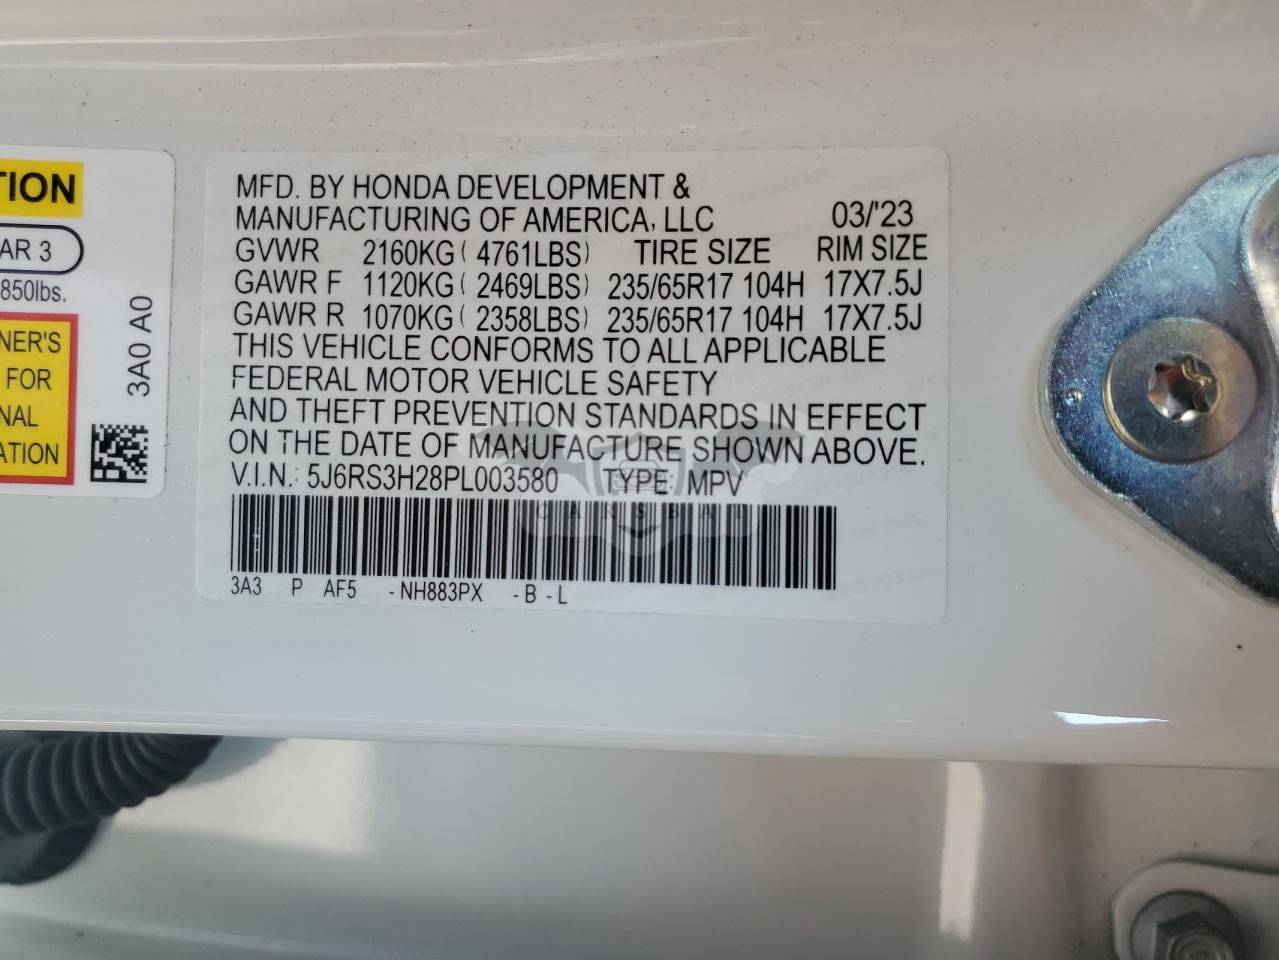 TION
AR 3
850lbs.
NER'S
FOR
NAL
ATION
3A0 A0
MFD. BY HONDA DEVELOPMENT &
MANUFACTURING OF AMERICA, LLC 03/'23
GVWR 2160KG ( 4761LBS) TIRE SIZE RIM SIZE
GAWR F 1120KG ( 2469LBS) 235/65R17 104H 17X7.5J
GAWR R 1070KG ( 2358LBS) 235/65R17 104H 17X7.5J
THIS VEHICLE CONFORMS TO ALL APPLICABLE
FEDERAL MOTOR VEHICLE SAFETY
AND THEFT PREVENTION STANDARDS IN EFFECT
ON THE DATE OF MANUFACTURE SHOWN ABOVE.
V.I.N.: 5J6RS3H28PL003580 TYPE: MPV
CARSBAT
3A3 P AF5 -NH883PX -B -L